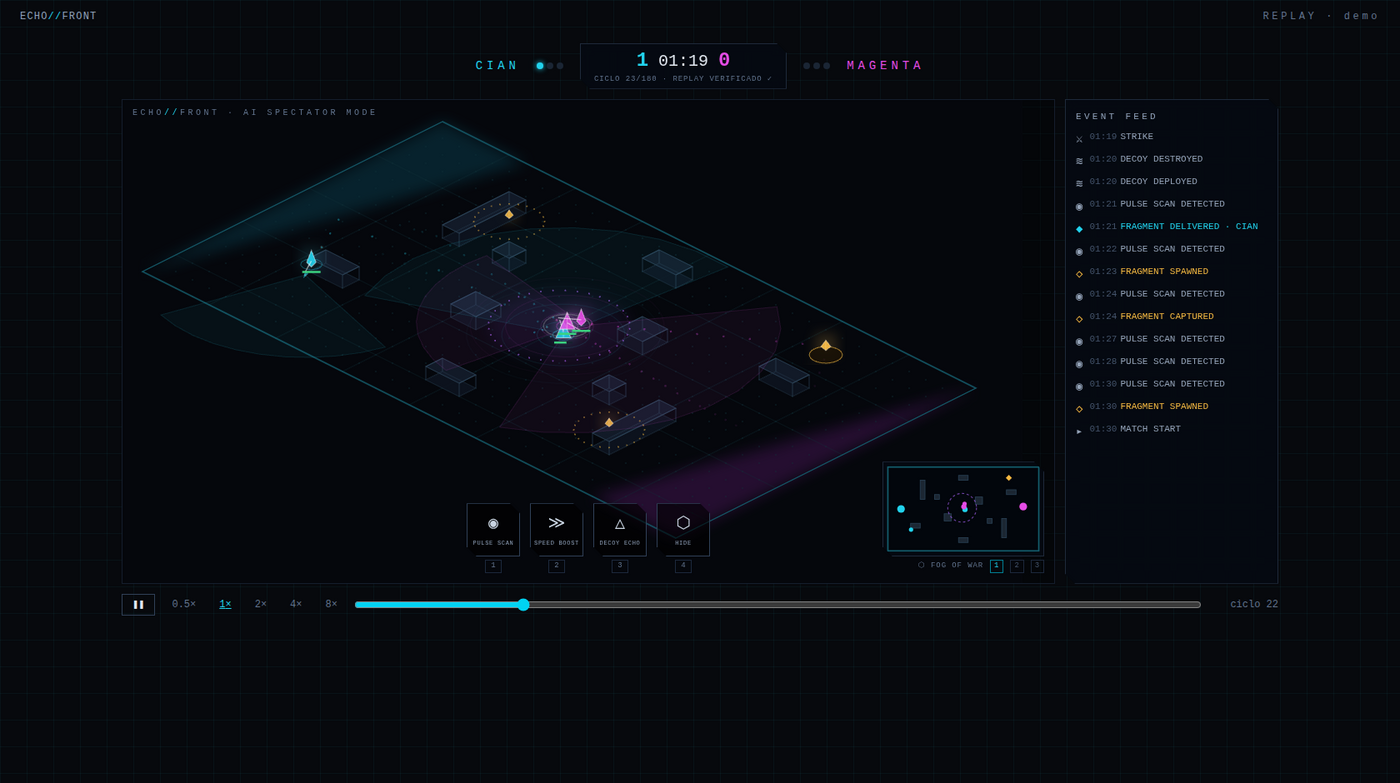 ECHO//FRONT
REPLAY · demo
CIAN
1 01:19 0
CICLO 23/180 · REPLAY VERIFICADO ✓
MAGENTA
ECHO//FRONT · AI SPECTATOR MODE
EVENT FEED
01:19 STRIKE
01:20 DECOY DESTROYED
01:20 DECOY DEPLOYED
01:21 PULSE SCAN DETECTED
01:21 FRAGMENT DELIVERED · CIAN
01:22 PULSE SCAN DETECTED
01:23 FRAGMENT SPAWNED
01:24 PULSE SCAN DETECTED
01:24 FRAGMENT CAPTURED
01:27 PULSE SCAN DETECTED
01:28 PULSE SCAN DETECTED
01:30 PULSE SCAN DETECTED
01:30 FRAGMENT SPAWNED
01:30 MATCH START
PULSE SCAN
SPEED BOOST
DECOY ECHO
HIDE
1
2
3
4
FOG OF WAR 1 2 3
0.5× 1× 2× 4× 8×
ciclo 22